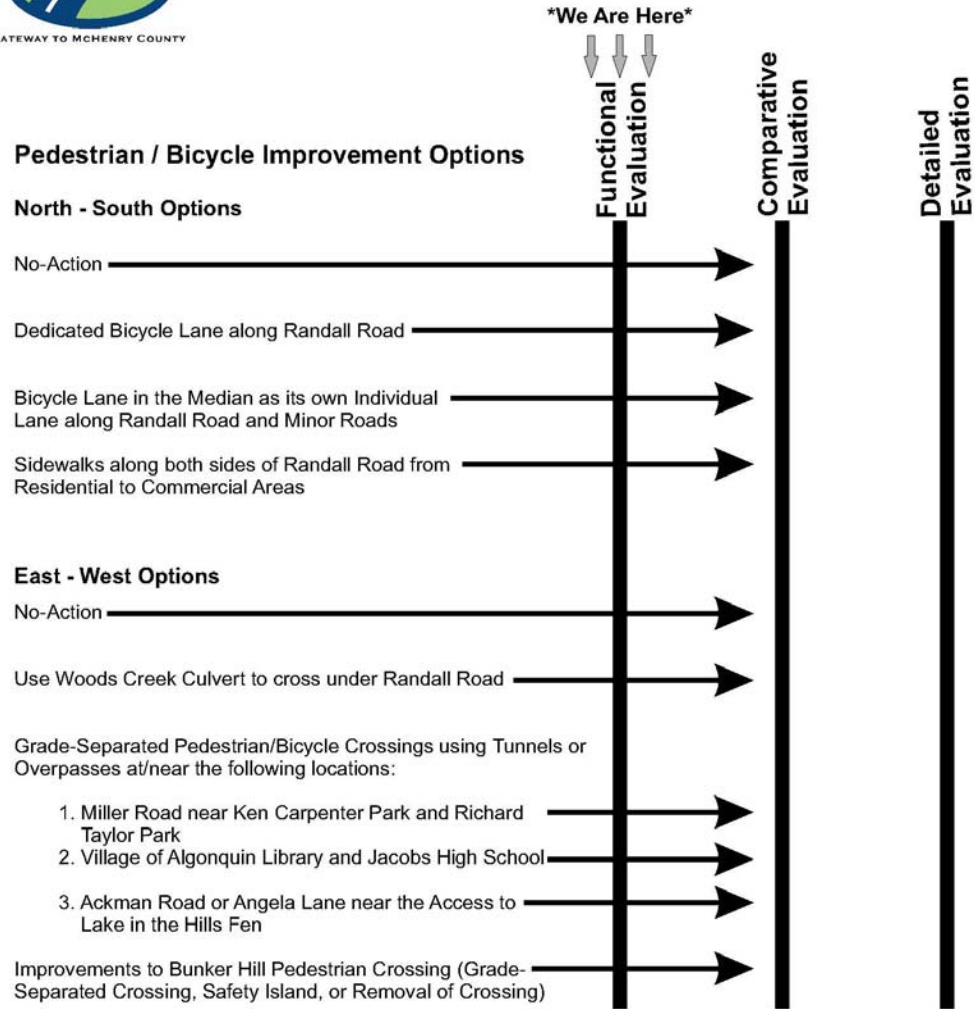 ATEWAY TO MCHENRY COUNTY
*We Are Here*
Functional
Evaluation
Comparative
Evaluation
Detailed
Evaluation
Pedestrian / Bicycle Improvement Options
North - South Options
No-Action
Dedicated Bicycle Lane along Randall Road
Bicycle Lane in the Median as its own Individual
Lane along Randall Road and Minor Roads
Sidewalks along both sides of Randall Road from
Residential to Commercial Areas
East - West Options
No-Action
Use Woods Creek Culvert to cross under Randall Road
Grade-Separated Pedestrian/Bicycle Crossings using Tunnels or
Overpasses at/near the following locations:
1. Miller Road near Ken Carpenter Park and Richard
Taylor Park
2. Village of Algonquin Library and Jacobs High School
3. Ackman Road or Angela Lane near the Access to
Lake in the Hills Fen
Improvements to Bunker Hill Pedestrian Crossing (Grade-
Separated Crossing, Safety Island, or Removal of Crossing)